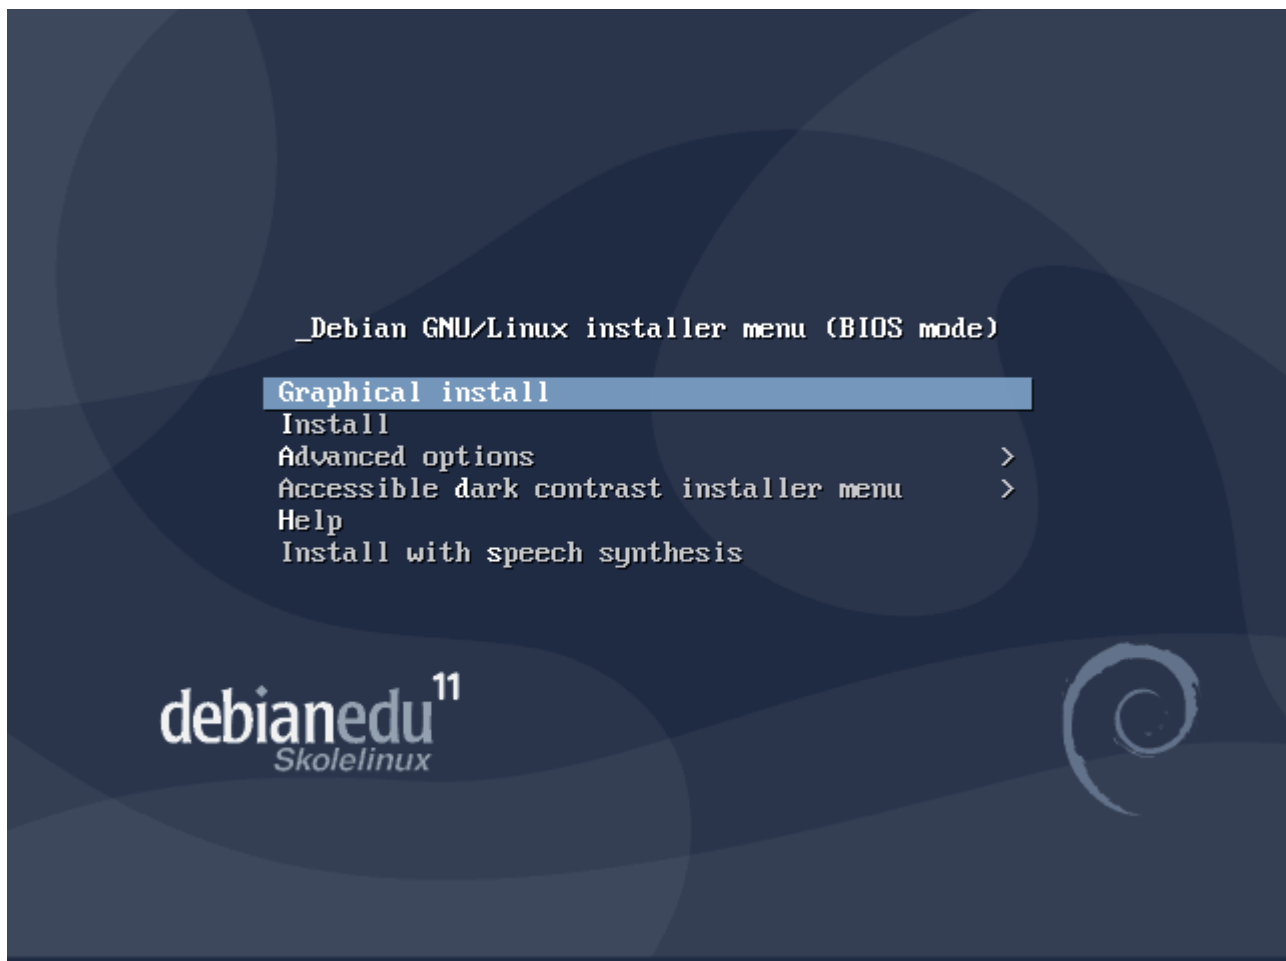 _Debian GNU/Linux installer menu (BIOS mode)
Graphical install
Install
Advanced options >
Accessible dark contrast installer menu >
Help
Install with speech synthesis
debianedu 11
Skolelinux